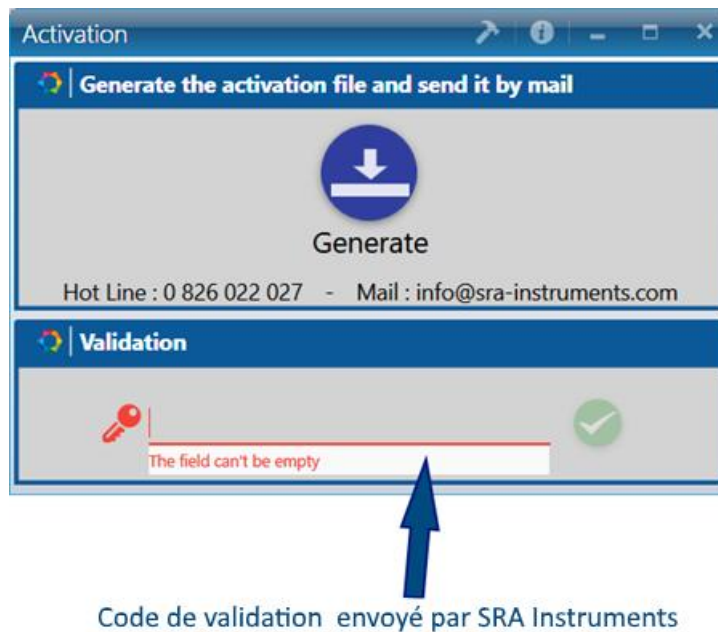 Activation
Generate the activation file and send it by mail
Generate
Hot Line : 0 826 022 027 - Mail : info@sra-instruments.com
Validation
The field can't be empty
Code de validation envoyé par SRA Instruments